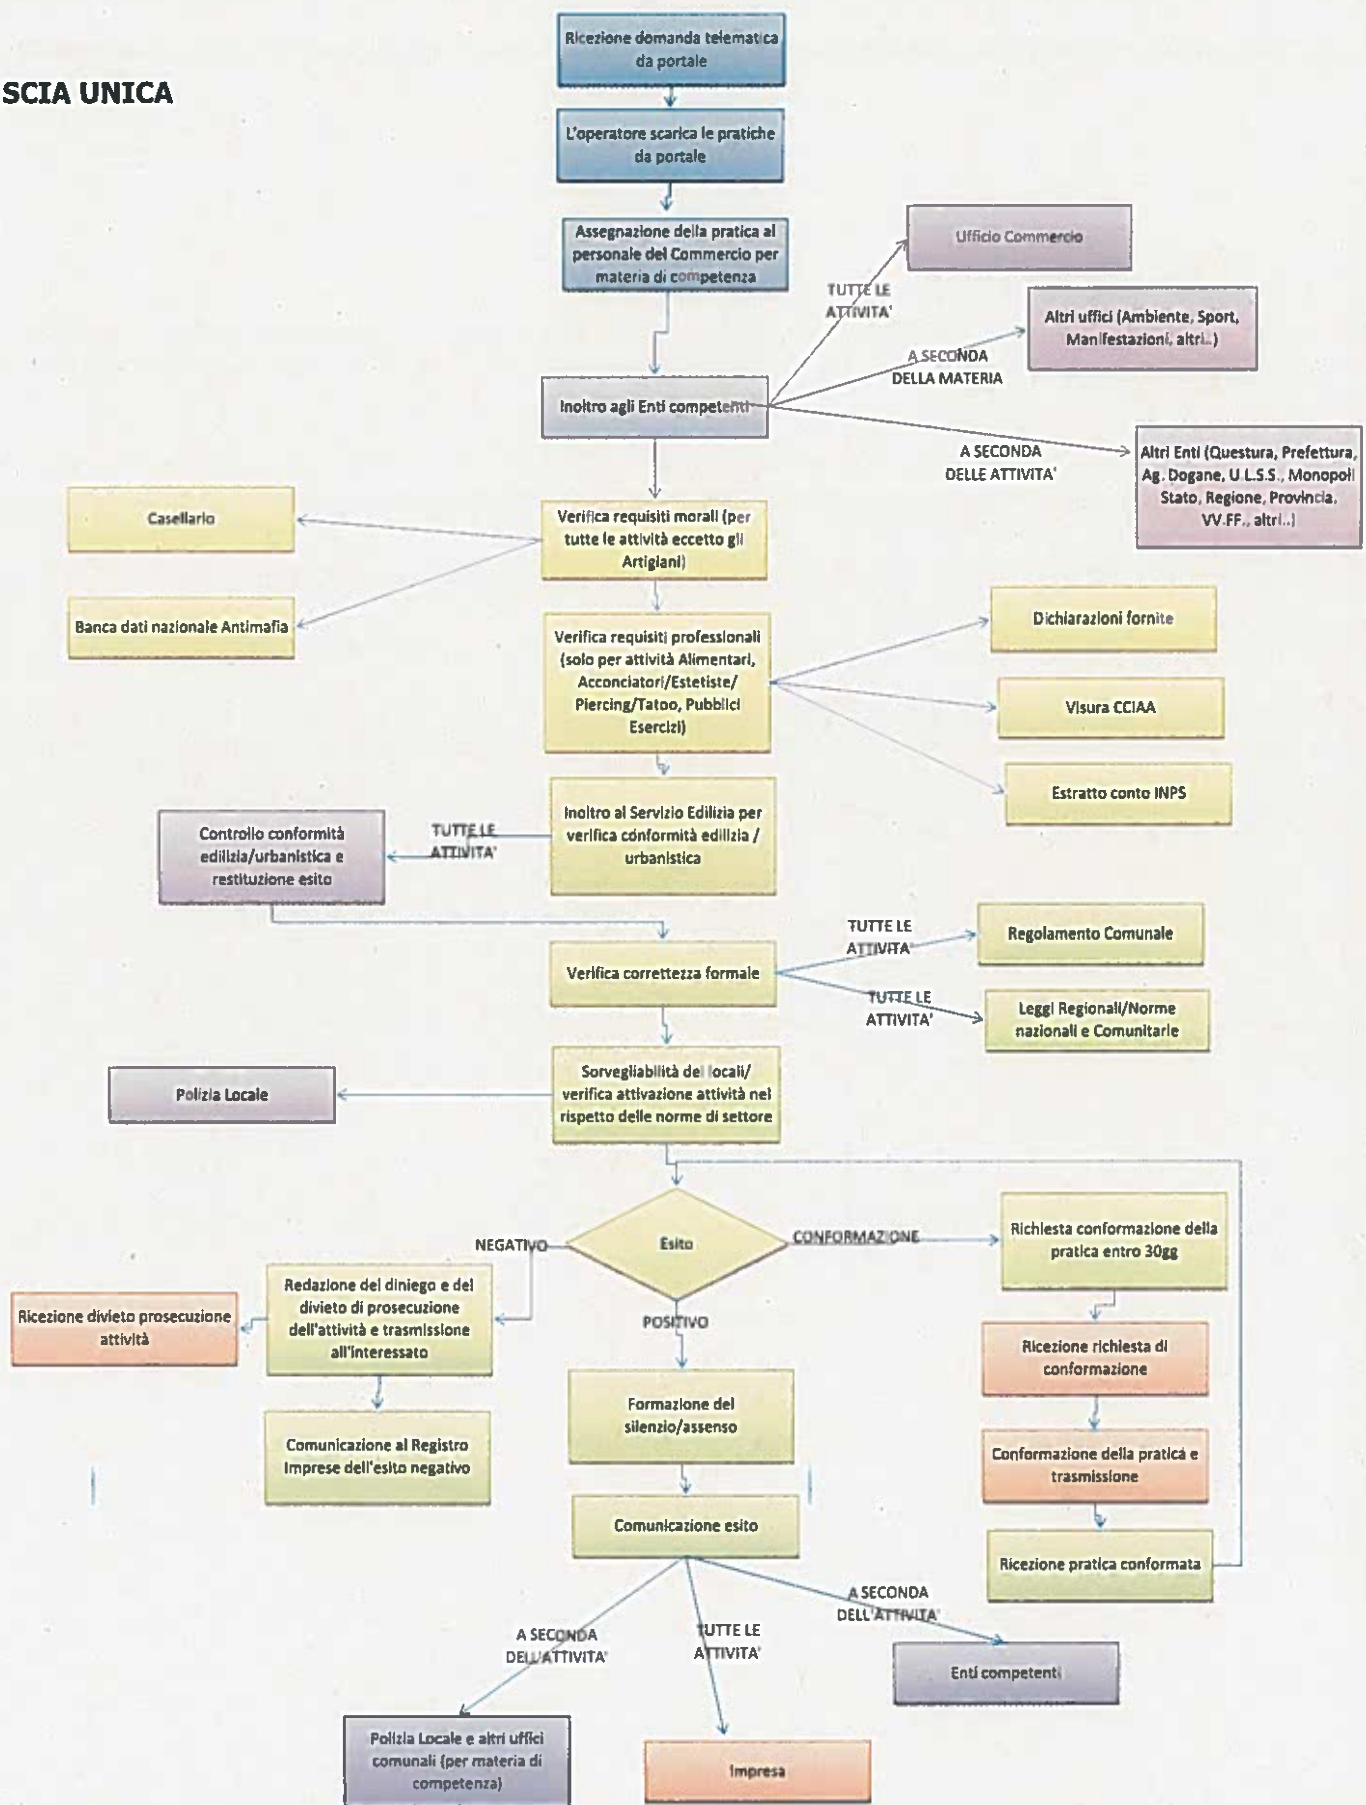 SCIA UNICA
Ricezione domanda telematica
da portale
L'operatore scarica le pratiche
da portale
Assegnazione della pratica al
personale del Commercio per
materia di competenza
Ufficio Commercio
TUTTE LE
ATTIVITA'
Altri uffici (Ambiente, Sport,
Manifestazioni, altri..)
A SECONDA
DELLA MATERIA
Inoltro agli Enti competenti
A SECONDA
DELLE ATTIVITA'
Altri Enti (Questura, Prefettura,
Ag. Dogane, U.L.S.S., Monopoli
Stato, Regione, Provincia,
VV.FF., altri..)
Casellario
Verifica requisiti morali (per
tutte le attività eccetto gli
Artigiani)
Banca dati nazionale Antimafia
Verifica requisiti professionali
(solo per attività Alimentari,
Acconciatori/Estetiste/
Piercing/Tatoo, Pubblici
Esercizi)
Dichiarazioni fornite
Visura CCIAA
Estratto conto INPS
Inoltro al Servizio Edilizia per
verifica conformità edilizia /
urbanistica
TUTTE LE
ATTIVITA'
Controllo conformità
edilizia/urbanistica e
restituzione esito
Verifica correttezza formale
TUTTE LE
ATTIVITA'
Regolamento Comunale
TUTTE LE
ATTIVITA'
Leggi Regionali/Norme
nazionali e Comunitarie
Sorvegliabilità dei locali/
verifica attivazione attività nel
rispetto delle norme di settore
Polizia Locale
Esito
NEGATIVO
CONFORMAZIONE
POSITIVO
Richiesta conformazione della
pratica entro 30gg
Redazione del diniego e del
divieto di prosecuzione
dell'attività e trasmissione
all'interessato
Ricezione divieto prosecuzione
attività
Ricezione richiesta di
conformazione
Formazione del
silenzio/assenso
Comunicazione al Registro
Imprese dell'esito negativo
Conformazione della pratica e
trasmissione
Comunicazione esito
Ricezione pratica conformata
A SECONDA
DELL'ATTIVITA'
TUTTE LE
ATTIVITA'
A SECONDA
DELL'ATTIVITA'
Enti competenti
Polizia Locale e altri uffici
comunali (per materia di
competenza)
Impresa